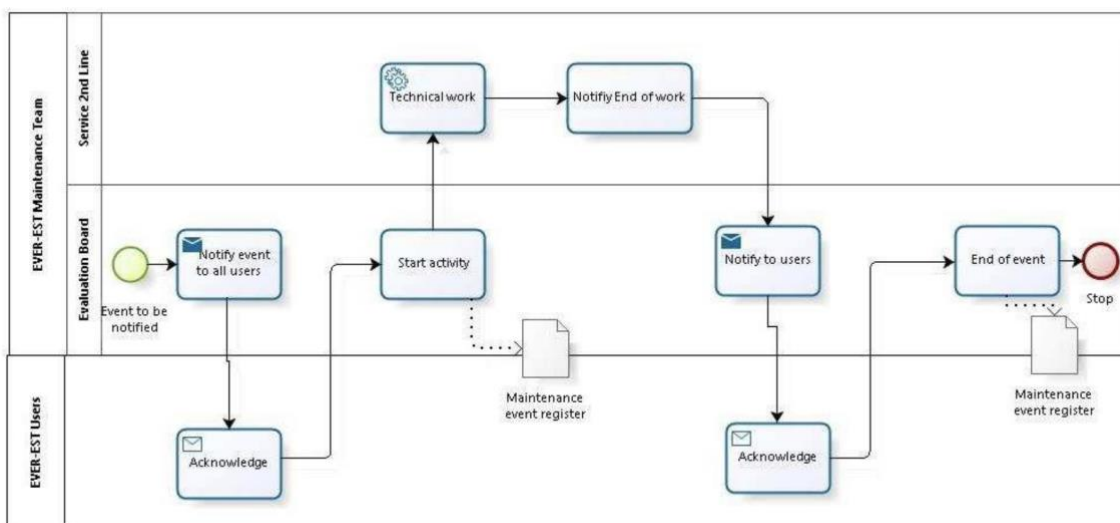 EVER-EST Maintenance Team
Service 2nd Line
Technical work
Notifiy End of work
Evaluation Board
Event to be
notified
Notify event
to all users
Start activity
Maintenance
event register
Notify to users
End of event
Stop
Maintenance
event register
EVER-EST Users
Acknowledge
Acknowledge